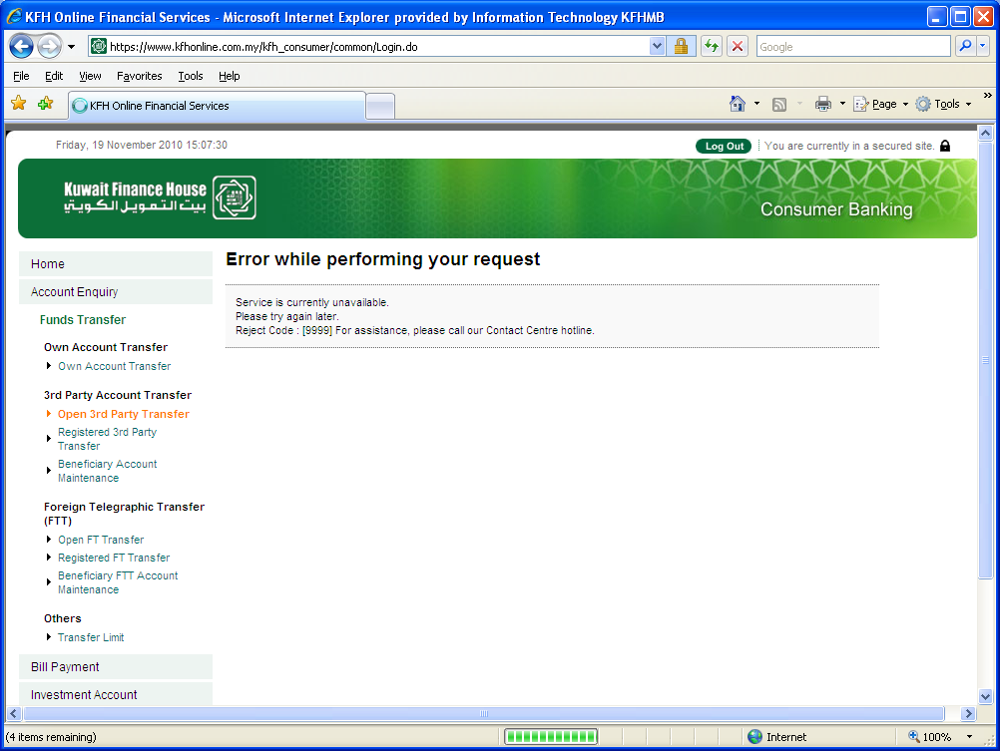 KFH Online Financial Services - Microsoft Internet Explorer provided by Information Technology KFHMB
https://www.kfhonline.com.my/kfh_consumer/common/Login.do
Google
File Edit View Favorites Tools Help
KFH Online Financial Services
Page Tools
Friday, 19 November 2010 15:07:30
Log Out
You are currently in a secured site.
Kuwait Finance House
بيت التمويل الكويتي
Consumer Banking
Home
Account Enquiry
Funds Transfer
Own Account Transfer
Own Account Transfer
3rd Party Account Transfer
Open 3rd Party Transfer
Registered 3rd Party
Transfer
Beneficiary Account
Maintenance
Foreign Telegraphic Transfer
(FTT)
Open FT Transfer
Registered FT Transfer
Beneficiary FTT Account
Maintenance
Others
Transfer Limit
Bill Payment
Investment Account
Error while performing your request
Service is currently unavailable.
Please try again later.
Reject Code : [9999] For assistance, please call our Contact Centre hotline.
(4 items remaining)
Internet
100%